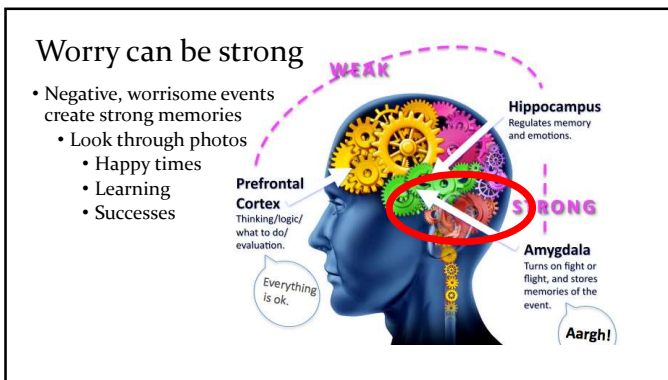 Worry can be strong
• Negative, worrisome events
create strong memories
• Look through photos
• Happy times
• Learning
• Successes
WEAK
Hippocampus
Regulates memory
and emotions.
Prefrontal
Cortex
Thinking/logic/
what to do/
evaluation.
Everything
is ok.
STRONG
Amygdala
Turns on fight or
flight, and stores
memories of the
event.
Aargh!